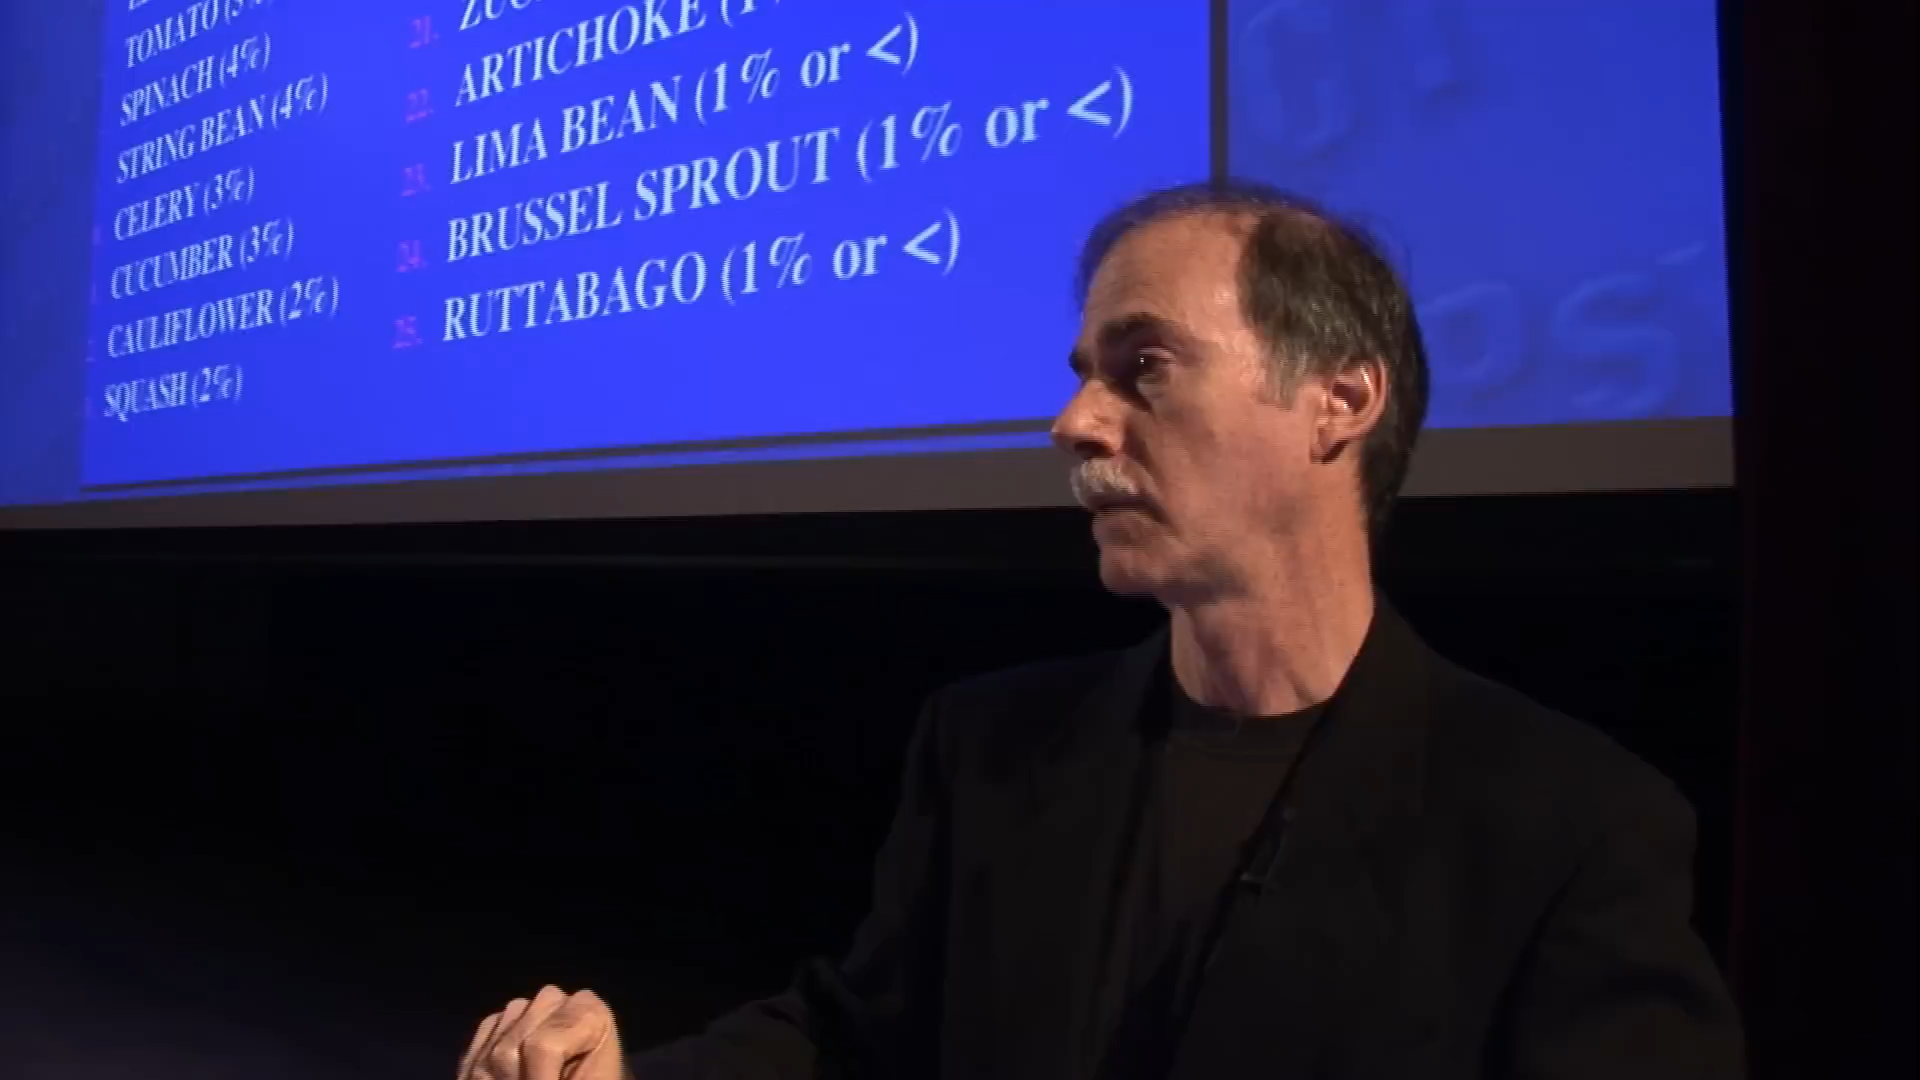 TOMATO (5%)
SPINACH (4%)
STRING BEAN (4%)
CELERY (3%)
CUCUMBER (3%)
CAULIFLOWER (2%)
SQUASH (2%)
21.
22. ARTICHOKE
23. LIMA BEAN (1% or <)
24. BRUSSEL SPROUT (1% or <)
25. RUTTABAGO (1% or <)